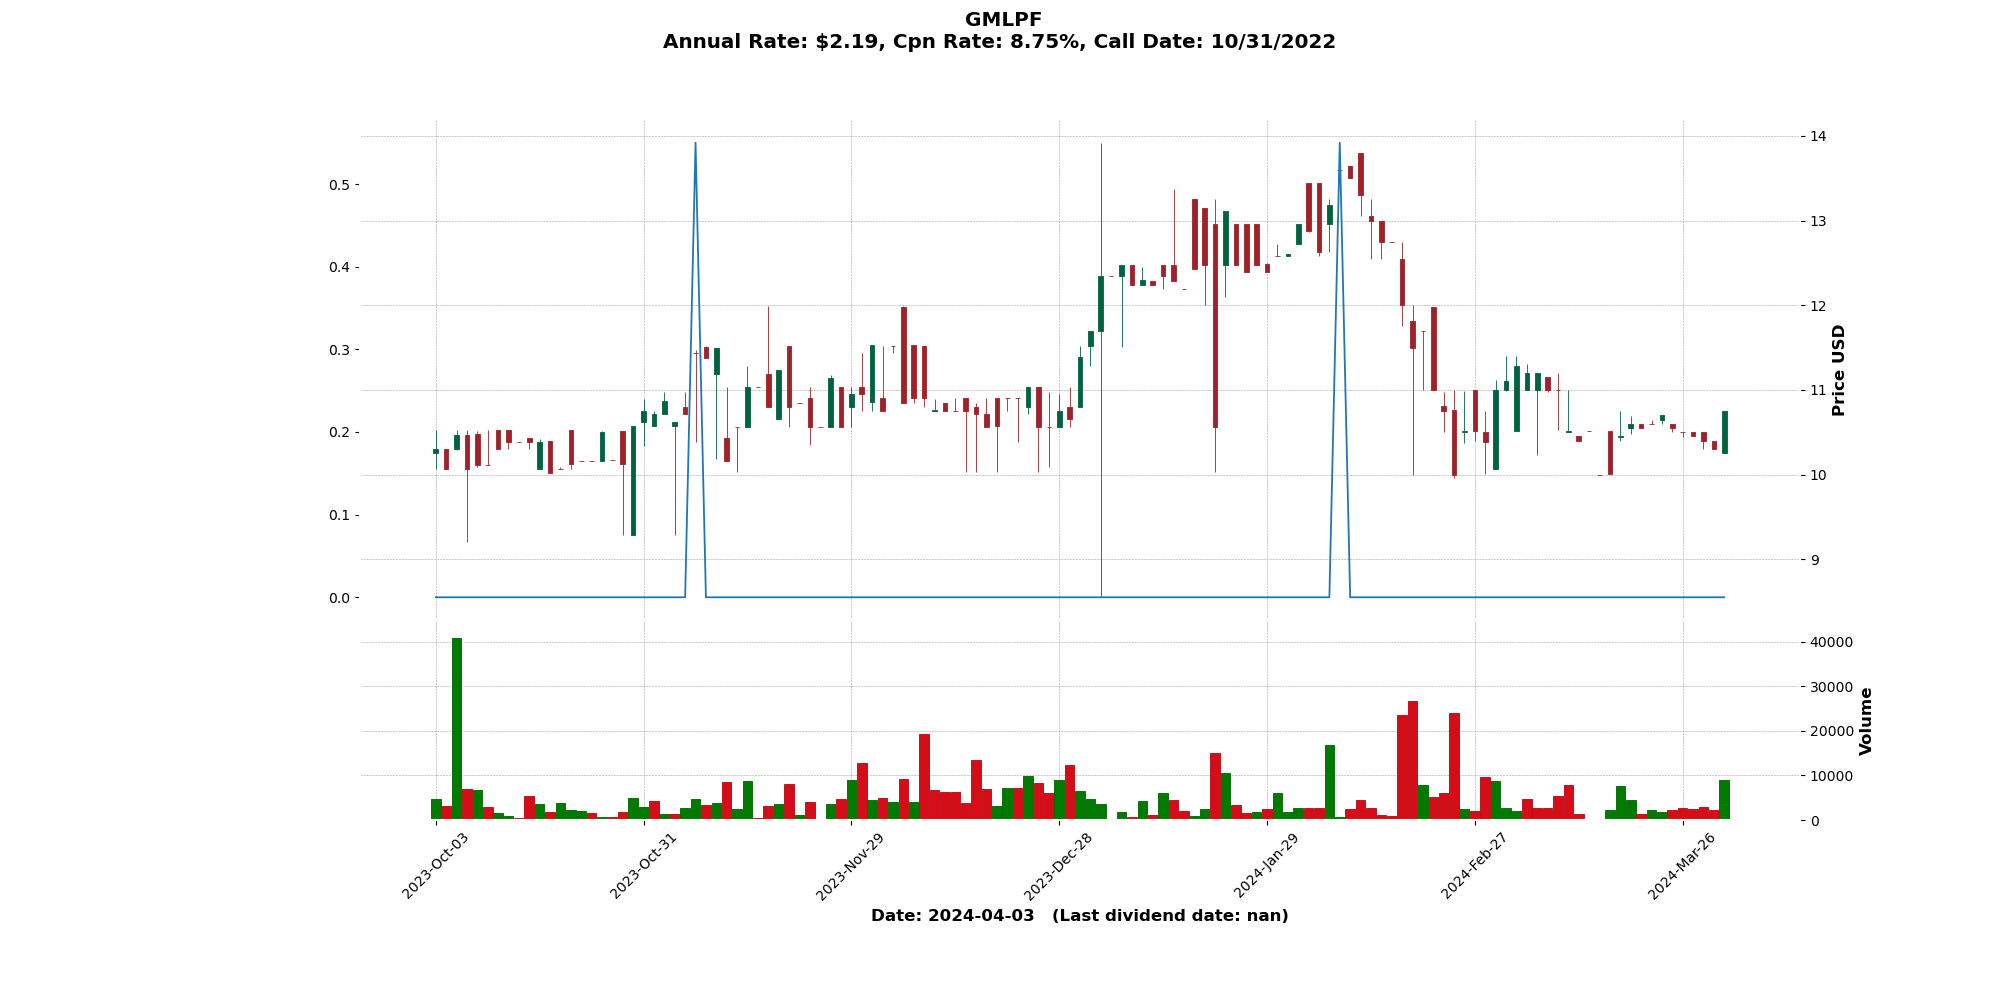 GMLPF
Annual Rate: $2.19, Cpn Rate: 8.75%, Call Date: 10/31/2022
0.5
0.4
0.3
0.2
0.1
0.0
14
13
12
11
10
9
Price USD
40000
30000
20000
10000
0
Volume
2023-Oct-03
2023-Oct-31
2023-Nov-29
2023-Dec-28
2024-Jan-29
2024-Feb-27
2024-Mar-26
Date: 2024-04-03   (Last dividend date: nan)